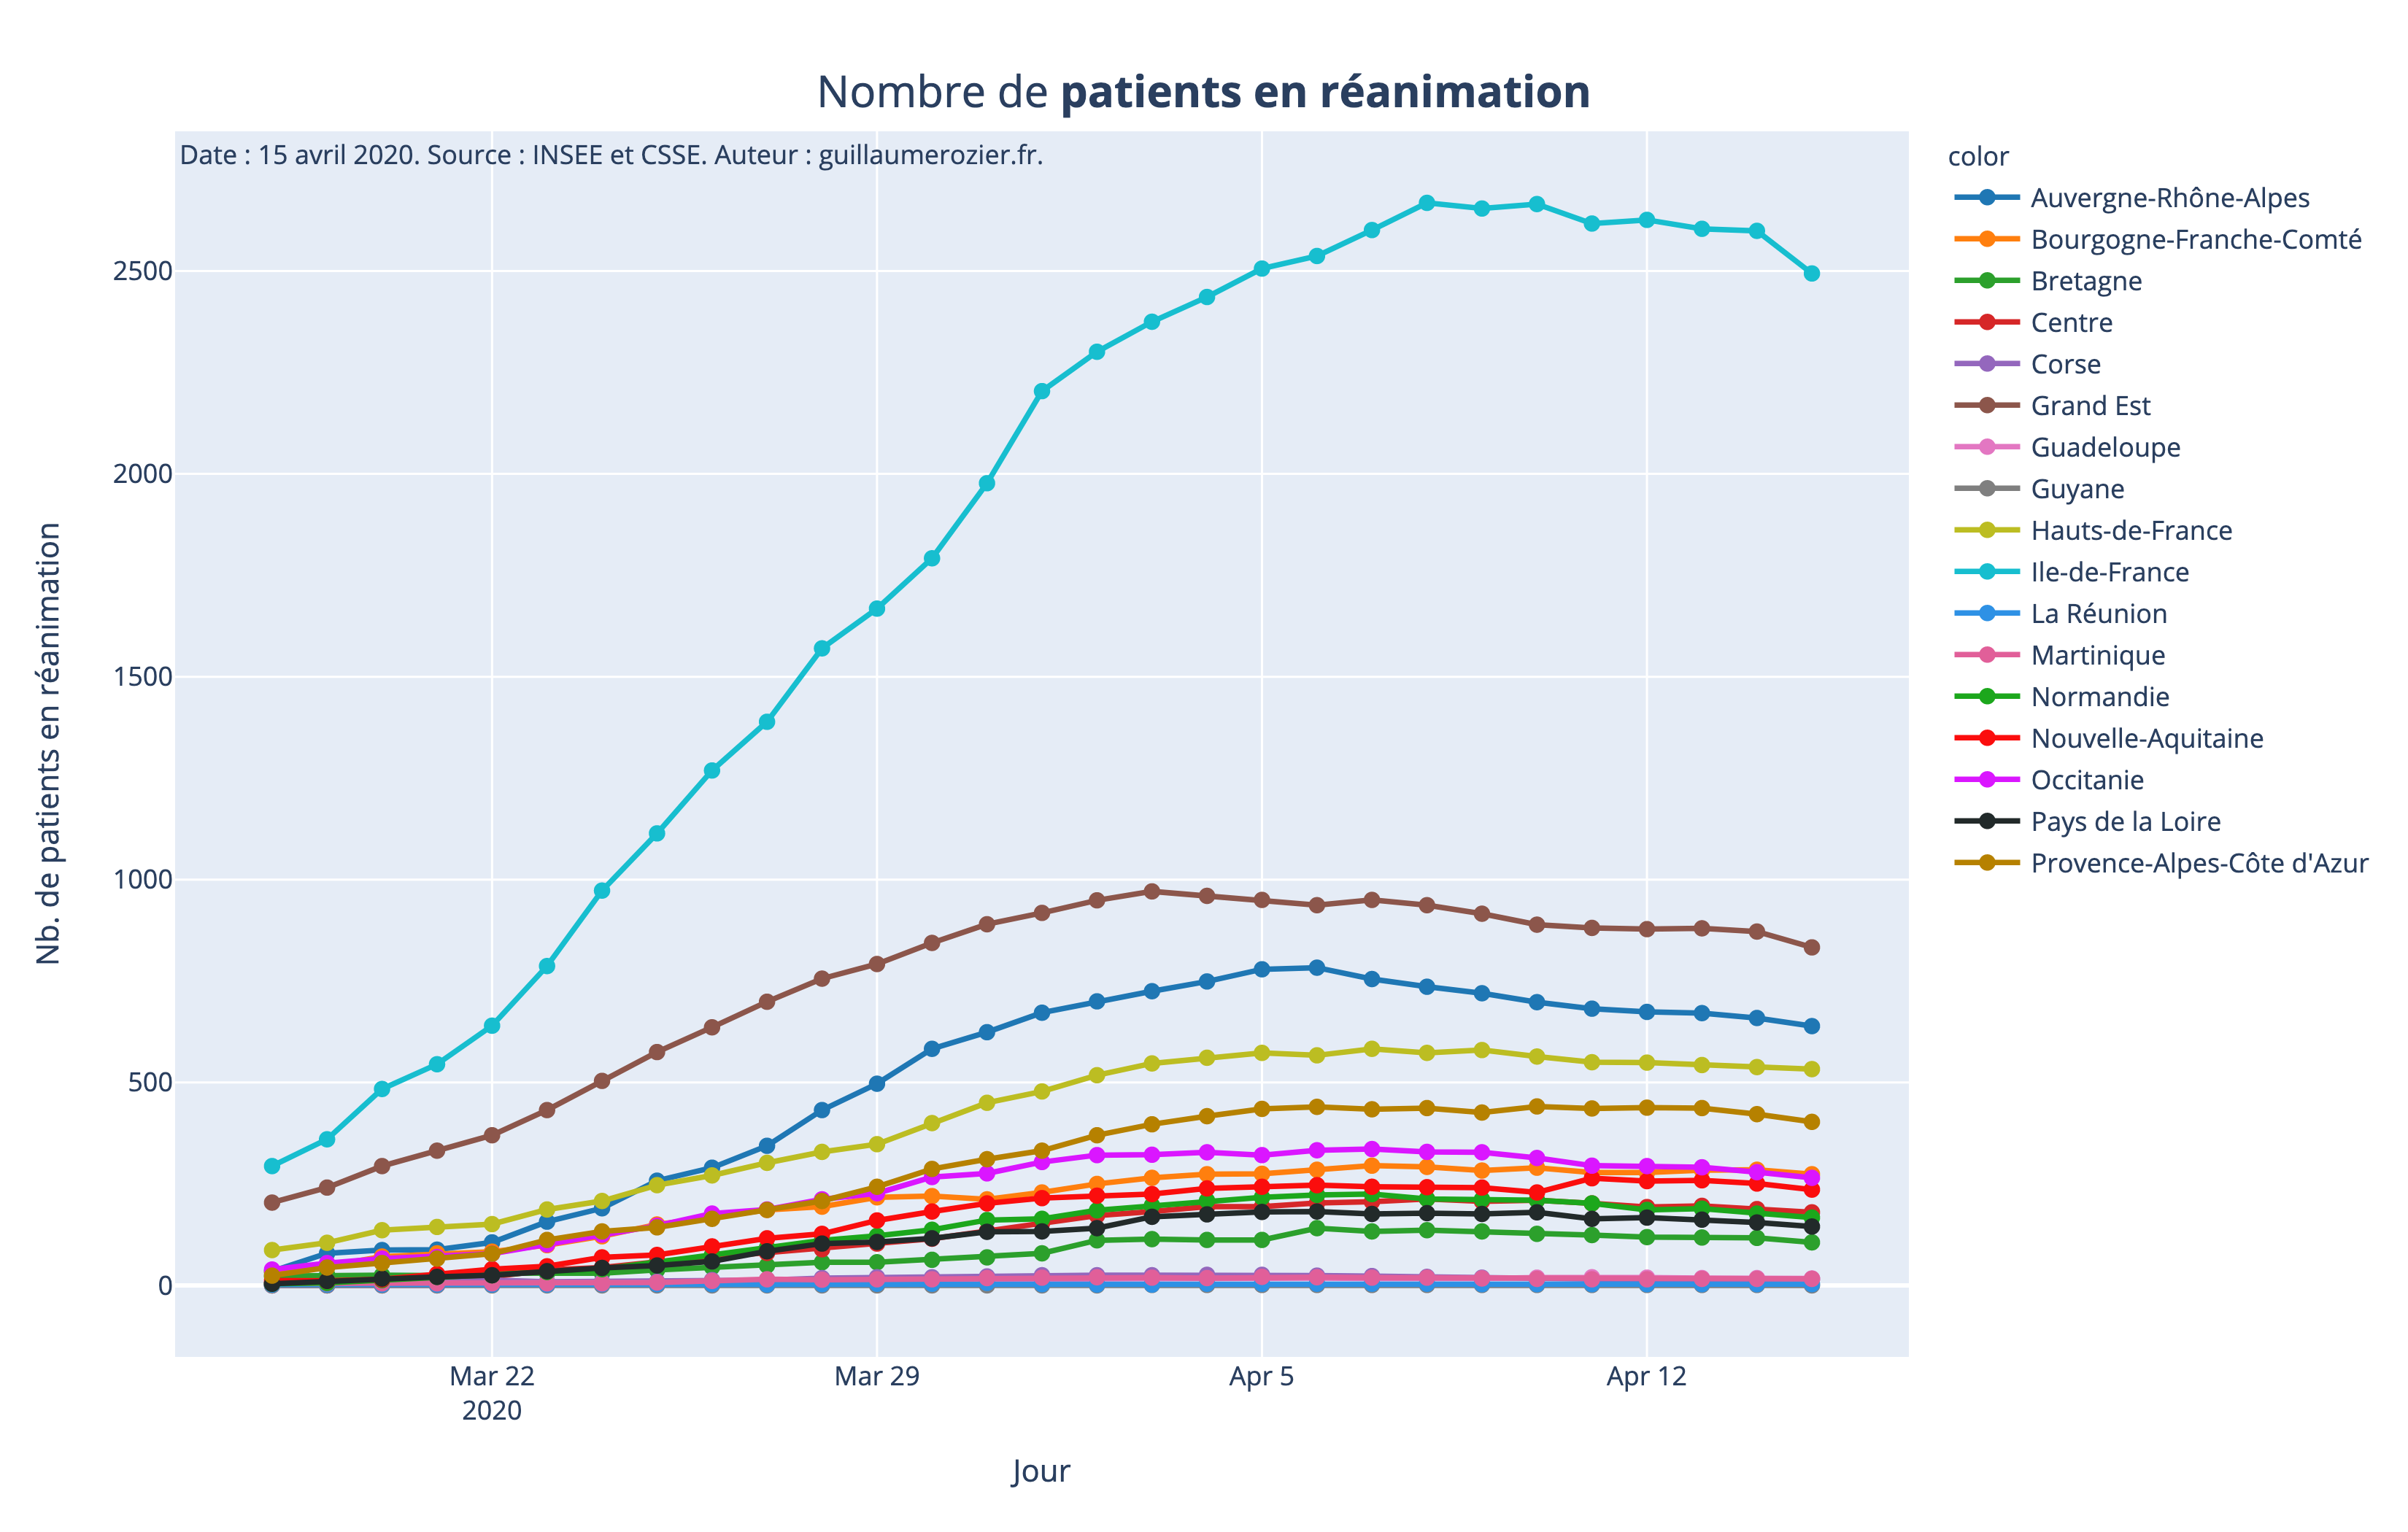 Nombre de patients en réanimation
Date : 15 avril 2020. Source : INSEE et CSSE. Auteur : guillaumerozier.fr.
color
Auvergne-Rhône-Alpes
Bourgogne-Franche-Comté
Bretagne
Centre
Corse
Grand Est
Guadeloupe
Guyane
Hauts-de-France
Ile-de-France
La Réunion
Martinique
Normandie
Nouvelle-Aquitaine
Occitanie
Pays de la Loire
Provence-Alpes-Côte d'Azur
Nb. de patients en réanimation
2500
2000
1500
1000
500
0
Mar 22
2020
Mar 29
Apr 5
Apr 12
Jour